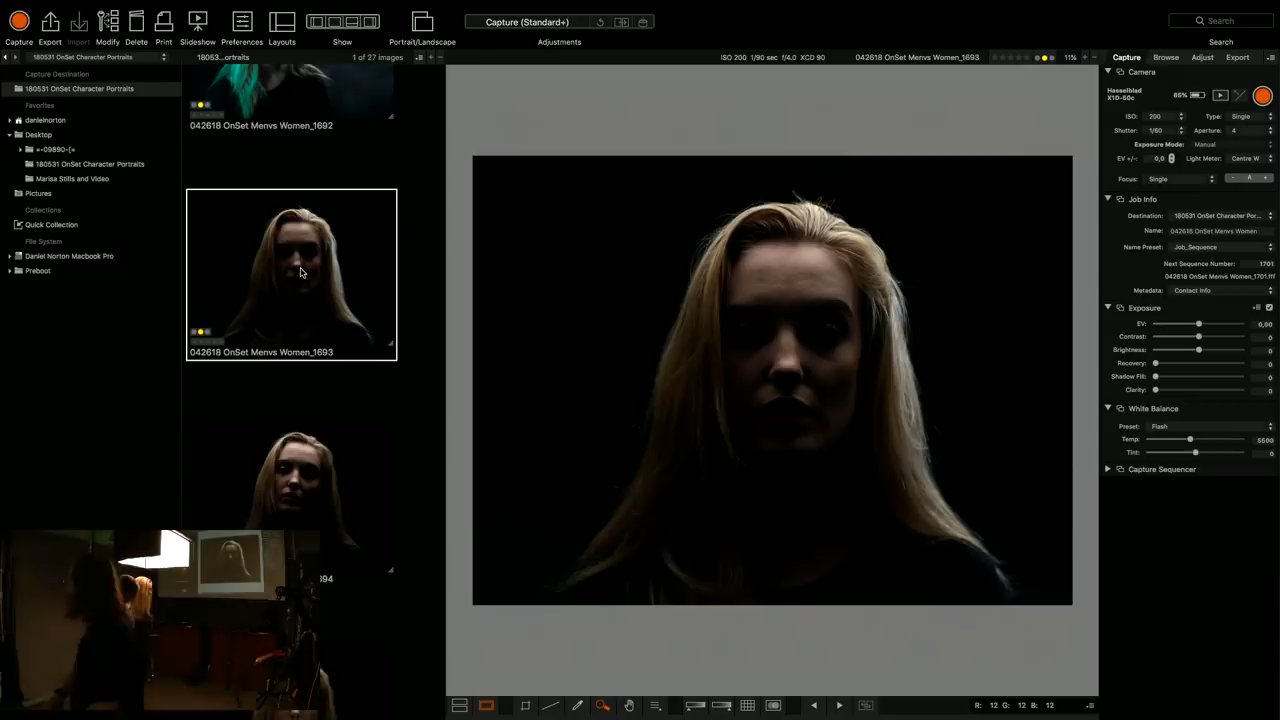 Capture
Export
Import
Modify
Delete
Print
Slideshow
Preferences
Layouts
Show
Portrait/Landscape
Capture (Standard+)
Adjustments
Search
Search
180531 OnSet Character Portraits
18053...ortraits
1 of 27 images
ISO 200 1/90 sec f/4.0 XCD 90
042618 OnSet Menvs Women_1693
11%
Capture Browse Adjust Export
Capture Destination
180531 OnSet Character Portraits
Favorites
danielnorton
Desktop
=-09890-[=
180531 OnSet Character Portraits
Marisa Stills and Video
Pictures
Collections
Quick Collection
File System
Daniel Norton Macbook Pro
Preboot
042618 OnSet Menvs Women_1692
042618 OnSet Menvs Women_1693
94
Camera
Hasselblad
X1D-50c
65%
ISO: 200 Type: Single
Shutter: 1/60 Aperture: 4
Exposure Mode: Manual
EV +/-: 0,0 Light Meter: Centre W
Focus: Single - A +
Job Info
Destination: 180531 OnSet Character Por...
Name: 042618 OnSet Menvs Women
Name Preset: Job_Sequence
Next Sequence Number: 1701
042618 OnSet Menvs Women_1701.fff
Metadata: Contact Info
Exposure
EV: 0,00
Contrast: 0
Brightness: 0
Recovery: 0
Shadow Fill: 0
Clarity: 0
White Balance
Preset: Flash
Temp: 5500
Tint: 0
Capture Sequencer
R: 12 G: 12 B: 12